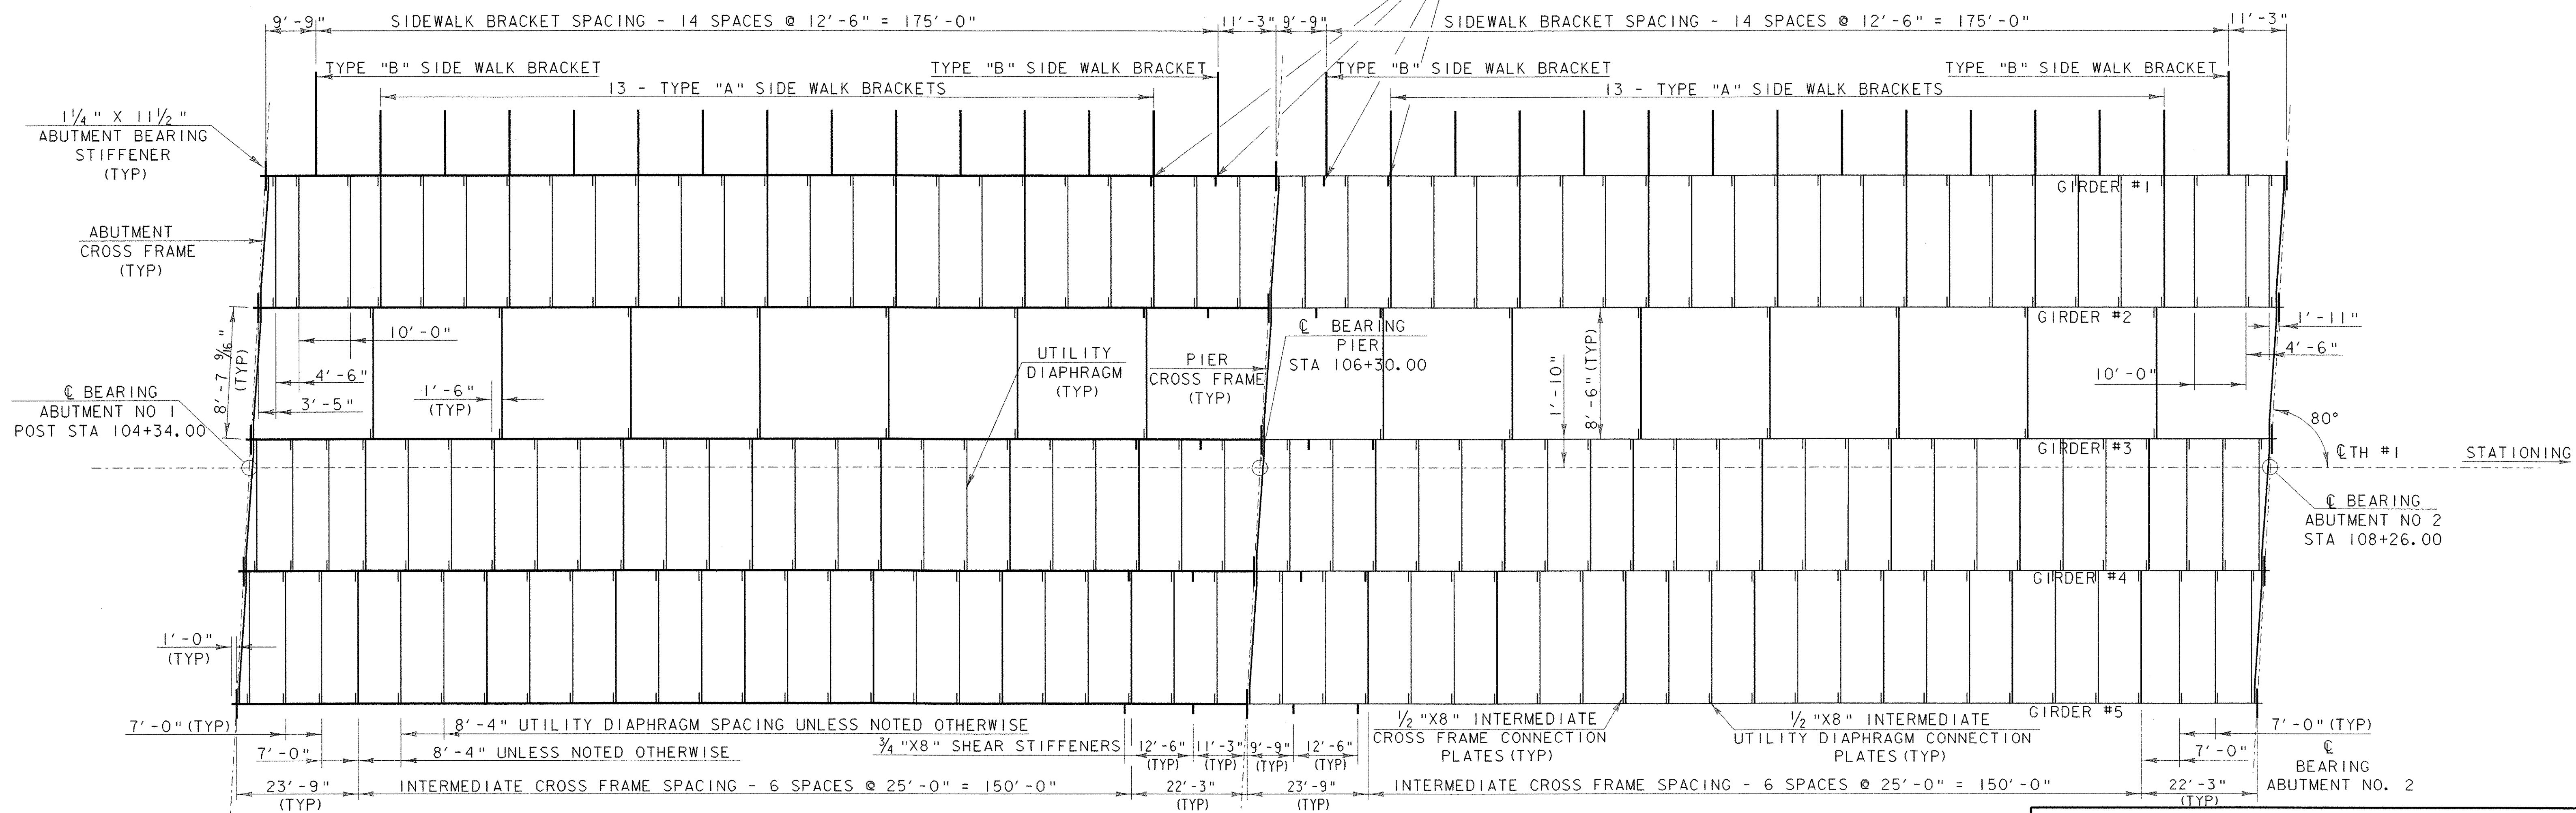 9'-9" SIDEWALK BRACKET SPACING - 14 SPACES @ 12'-6" = 175'-0" 11'-3" 9'-9" SIDEWALK BRACKET SPACING - 14 SPACES @ 12'-6" = 175'-0" 11'-3"
TYPE "B" SIDE WALK BRACKET TYPE "B" SIDE WALK BRACKET TYPE "B" SIDE WALK BRACKET TYPE "B" SIDE WALK BRACKET
13 - TYPE "A" SIDE WALK BRACKETS 13 - TYPE "A" SIDE WALK BRACKETS
1 1/4" X 11 1/2"
ABUTMENT BEARING
STIFFENER
(TYP)
GIRDER #1
ABUTMENT
CROSS FRAME
(TYP)
GIRDER #2
1'-11"
4'-6"
10'-0"
10'-0"
4'-6"
3'-5"
8'-7 9/16"
(TYP)
1'-6"
(TYP)
UTILITY
DIAPHRAGM
(TYP)
PIER
CROSS FRAME
(TYP)
℄ BEARING
PIER
STA 106+30.00
1'-10"
8'-6" (TYP)
80°
℄ BEARING
ABUTMENT NO 1
POST STA 104+34.00
GIRDER #3
℄ TH #1 STATIONING
℄ BEARING
ABUTMENT NO 2
STA 108+26.00
GIRDER #4
1'-0"
(TYP)
GIRDER #5
7'-0" (TYP)
8'-4" UTILITY DIAPHRAGM SPACING UNLESS NOTED OTHERWISE
7'-0"
8'-4" UNLESS NOTED OTHERWISE
3/4"X8" SHEAR STIFFENERS
12'-6"
(TYP)
11'-3"
(TYP)
9'-9"
(TYP)
12'-6"
(TYP)
1/2"X8" INTERMEDIATE
CROSS FRAME CONNECTION
PLATES (TYP)
1/2"X8" INTERMEDIATE
UTILITY DIAPHRAGM CONNECTION
PLATES (TYP)
7'-0" (TYP)
7'-0"
℄
BEARING
ABUTMENT NO. 2
23'-9"
(TYP)
INTERMEDIATE CROSS FRAME SPACING - 6 SPACES @ 25'-0" = 150'-0"
22'-3"
(TYP)
23'-9"
(TYP)
INTERMEDIATE CROSS FRAME SPACING - 6 SPACES @ 25'-0" = 150'-0"
22'-3"
(TYP)